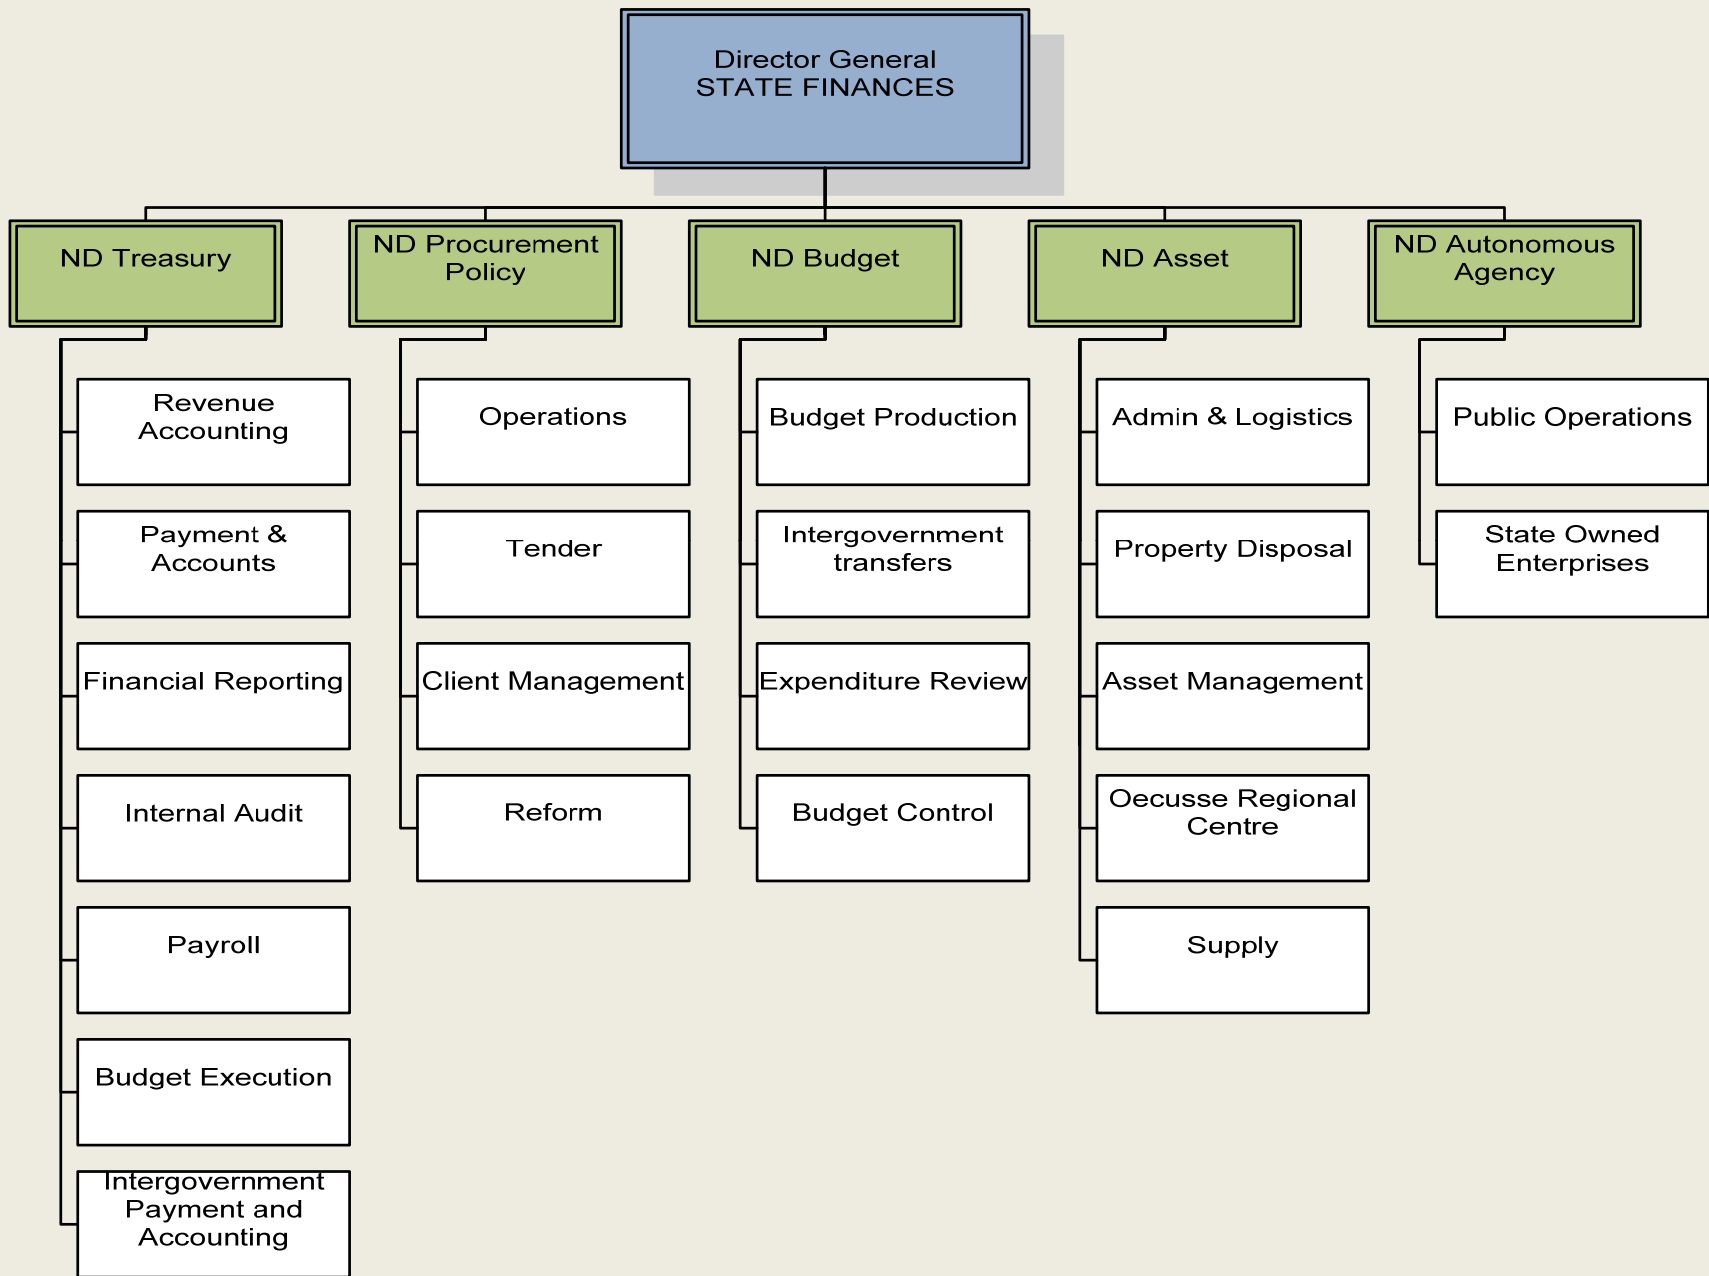 Director General
STATE FINANCES
ND Treasury
ND Procurement
Policy
ND Budget
ND Asset
ND Autonomous
Agency
Revenue
Accounting
Payment &
Accounts
Financial Reporting
Internal Audit
Payroll
Budget Execution
Intergovernment
Payment and
Accounting
Operations
Tender
Client Management
Reform
Budget Production
Intergovernment
transfers
Expenditure Review
Budget Control
Admin & Logistics
Property Disposal
Asset Management
Oecusse Regional
Centre
Supply
Public Operations
State Owned
Enterprises